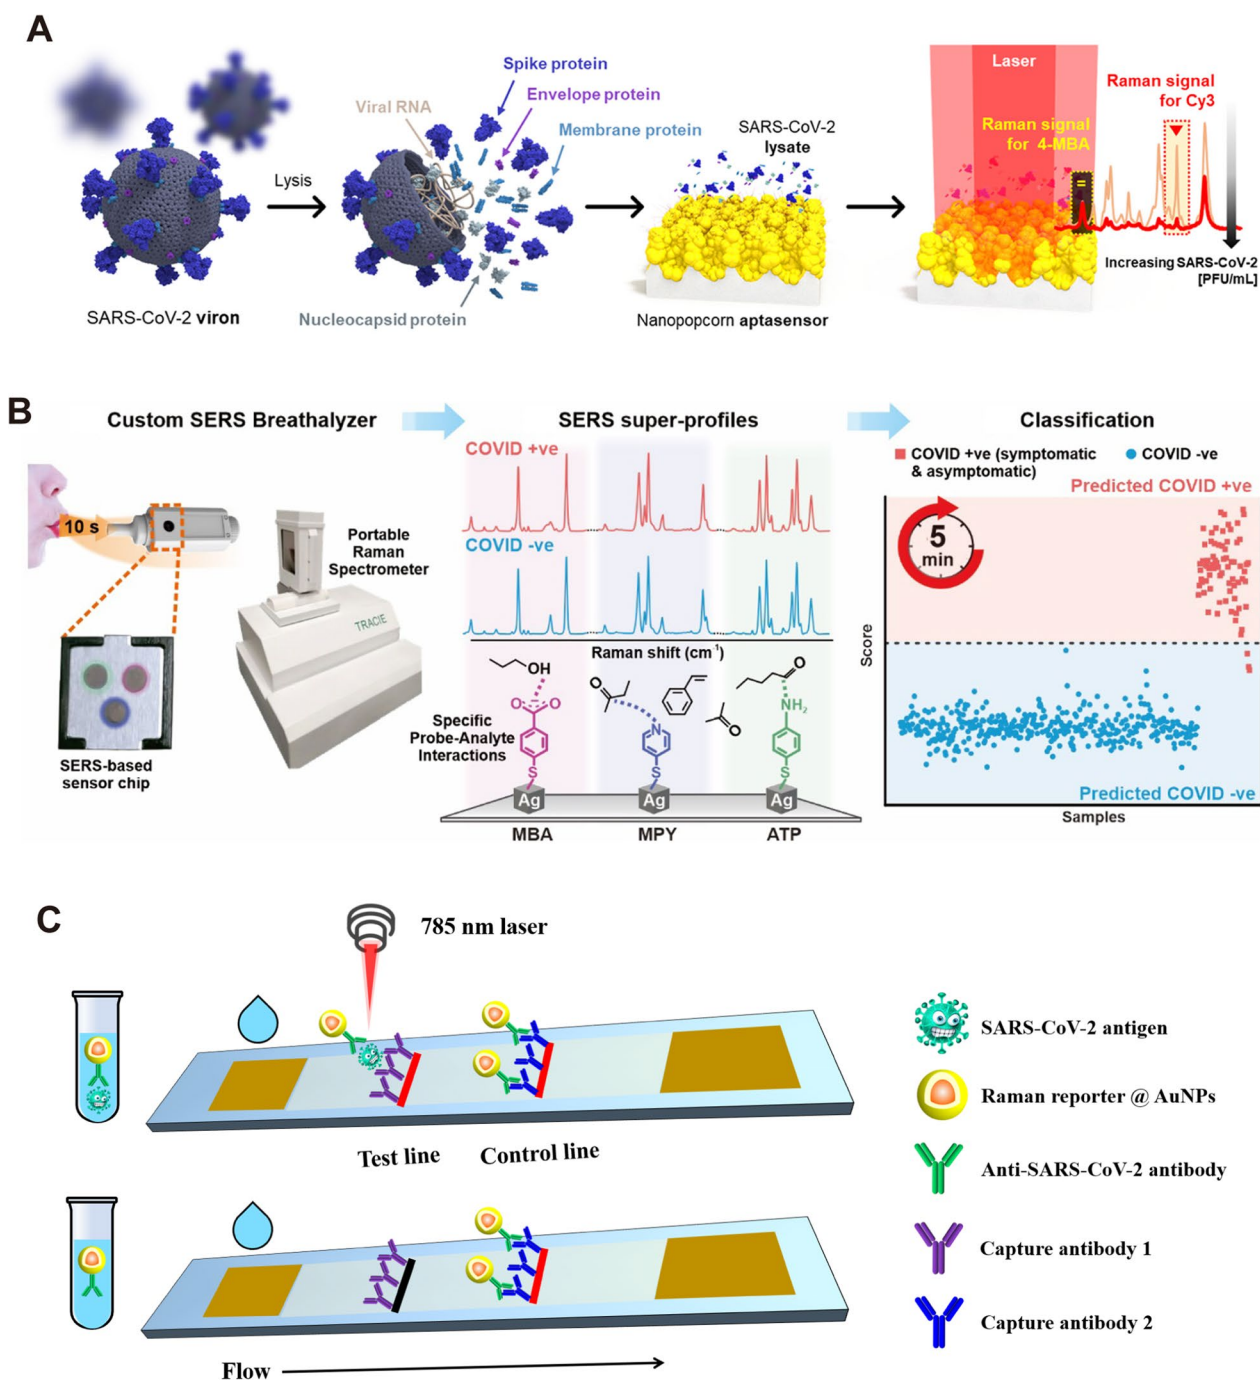 A
Spike protein
Envelope protein
Viral RNA
Membrane protein
Lysis
Nucleocapsid protein
SARS-CoV-2 viron
SARS-CoV-2
lysate
Nanopopcorn aptasensor
Laser
Raman signal
for Cy3
Raman signal
for 4-MBA
=
Increasing SARS-CoV-2
[PFU/mL]
B
Custom SERS Breathalyzer
SERS super-profiles
Classification
10 s
Portable
Raman
Spectrometer
TRACIE
SERS-based
sensor chip
COVID +ve
COVID -ve
Raman shift (cm⁻¹)
Specific
Probe-Analyte
Interactions
OH
O
O
S
Ag
MBA
O
N
S
Ag
MPY
O
O
NH₂
S
Ag
ATP
COVID +ve (symptomatic
& asymptomatic)
COVID -ve
Predicted COVID +ve
5
min
Score
Predicted COVID -ve
Samples
C
785 nm laser
Test line
Control line
Flow
SARS-CoV-2 antigen
Raman reporter @ AuNPs
Anti-SARS-CoV-2 antibody
Capture antibody 1
Capture antibody 2